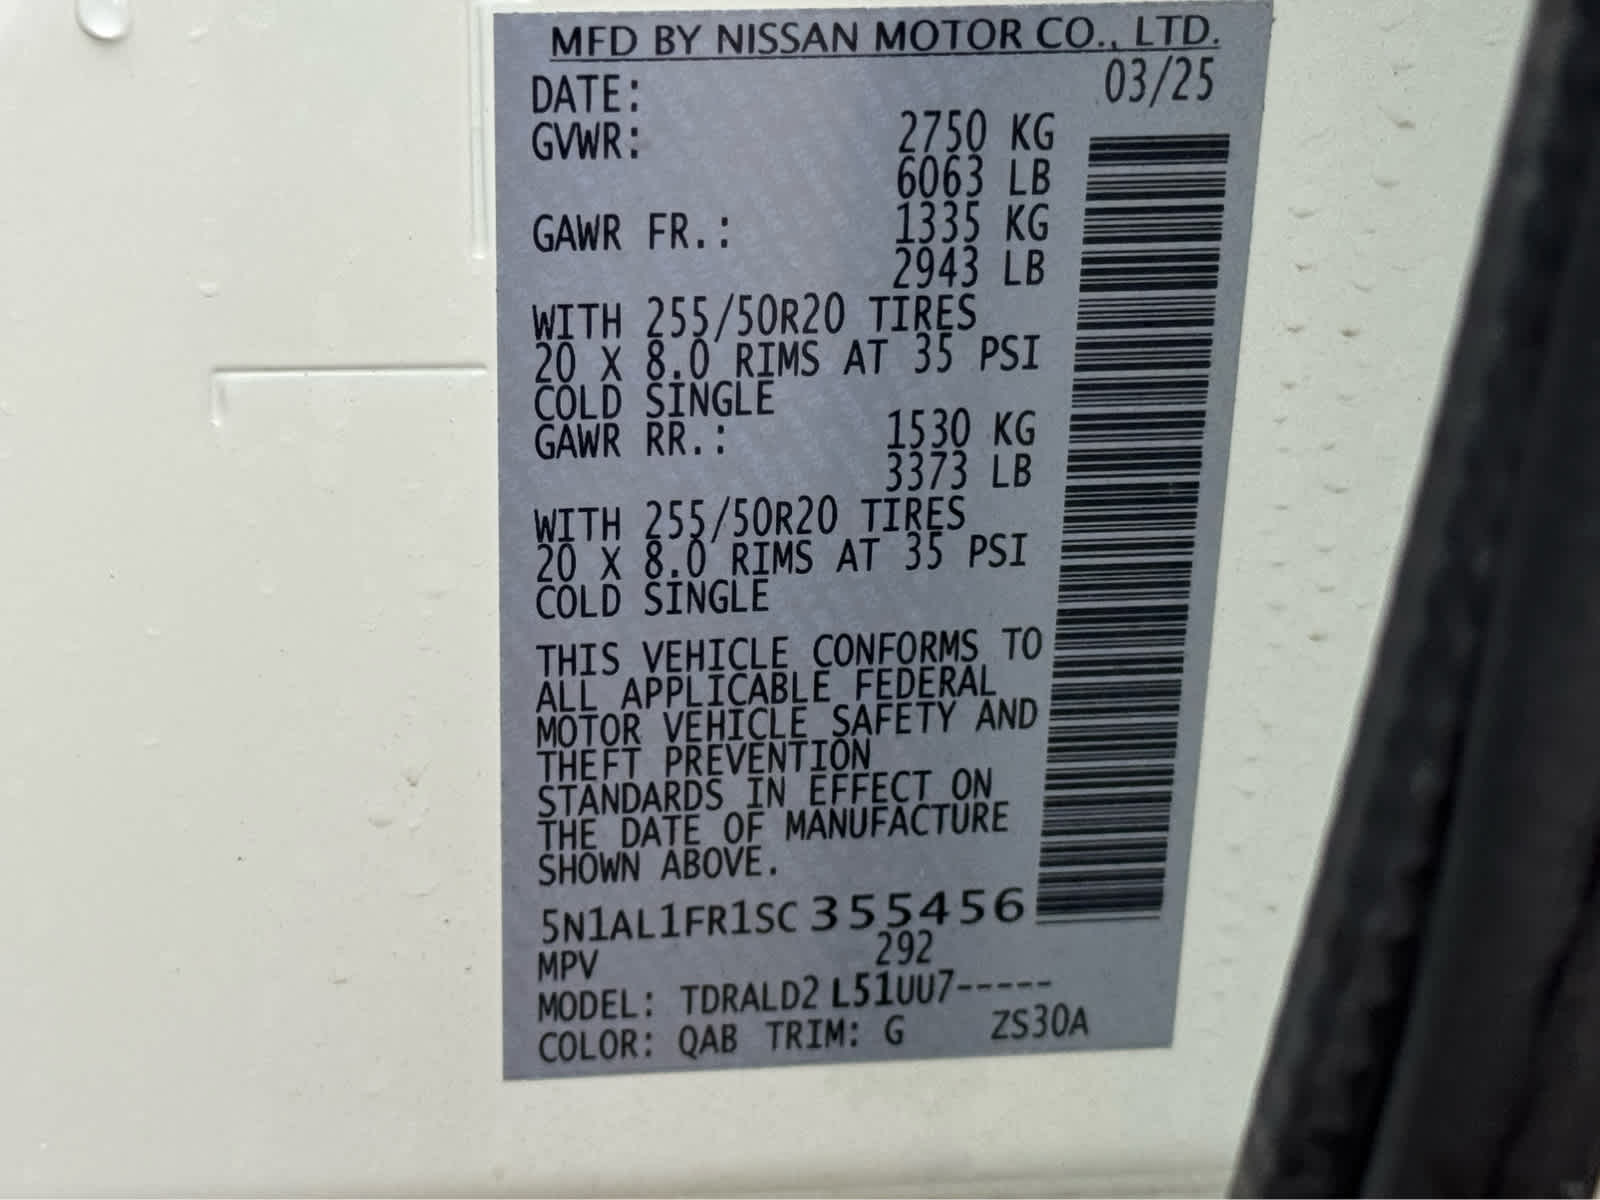 MFD BY NISSAN MOTOR CO., LTD.
DATE: 03/25
GVWR: 2750 KG
6063 LB
GAWR FR.: 1335 KG
2943 LB
WITH 255/50R20 TIRES
20 X 8.0 RIMS AT 35 PSI
COLD SINGLE
GAWR RR.: 1530 KG
3373 LB
WITH 255/50R20 TIRES
20 X 8.0 RIMS AT 35 PSI
COLD SINGLE
THIS VEHICLE CONFORMS TO
ALL APPLICABLE FEDERAL
MOTOR VEHICLE SAFETY AND
THEFT PREVENTION
STANDARDS IN EFFECT ON
THE DATE OF MANUFACTURE
SHOWN ABOVE.
5N1AL1FR1SC355456
MPV 292
MODEL: TDRALD2 L51UU7-----
COLOR: QAB TRIM: G ZS30A